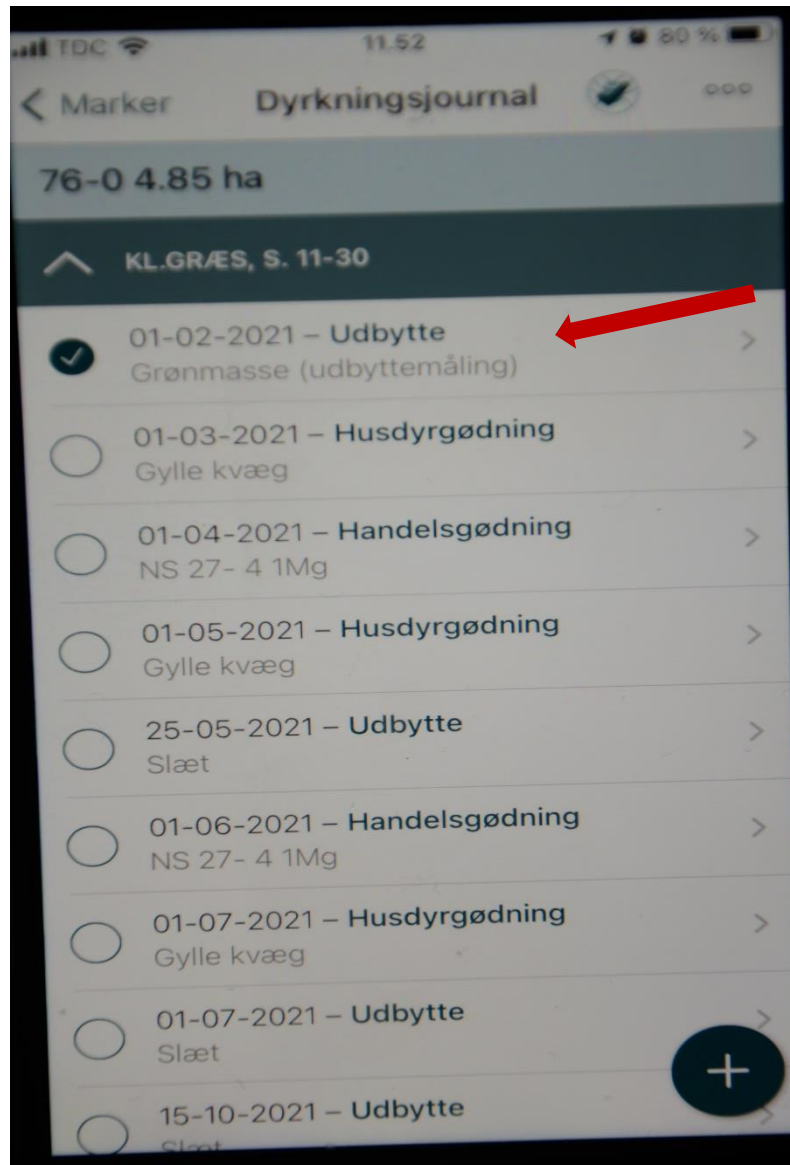 TDC 11.52 80 %
Marker Dyrkningsjournal
76-0 4.85 ha
KL.GRÆS, S. 11-30
01-02-2021 – Udbytte
Grønmasse (udbyttemåling)
01-03-2021 – Husdyrgødning
Gylle kvæg
01-04-2021 – Handelsgødning
NS 27- 4 1Mg
01-05-2021 – Husdyrgødning
Gylle kvæg
25-05-2021 – Udbytte
Slæt
01-06-2021 – Handelsgødning
NS 27- 4 1Mg
01-07-2021 – Husdyrgødning
Gylle kvæg
01-07-2021 – Udbytte
Slæt
15-10-2021 – Udbytte
Slæt